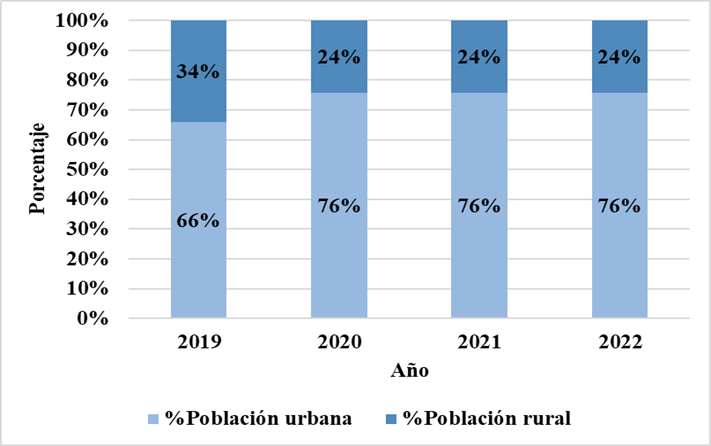 100%
90%
80%
70%
60%
50%
40%
30%
20%
10%
0%
Porcentaje
34% 24% 24% 24%
66% 76% 76% 76%
2019 2020 2021 2022
Año
%Población urbana %Población rural